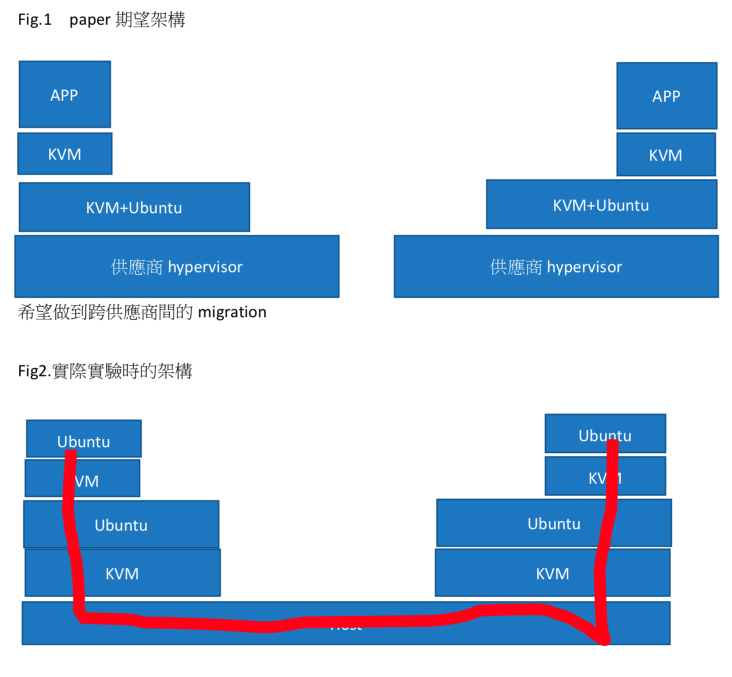 Fig.1 paper 期望架構
APP
APP
KVM
KVM
KVM+Ubuntu
KVM+Ubuntu
供應商 hypervisor
供應商 hypervisor
希望做到跨供應商間的 migration
Fig2.實際實驗時的架構
Ubuntu
Ubuntu
KVM
Ubuntu
Ubuntu
KVM
KVM